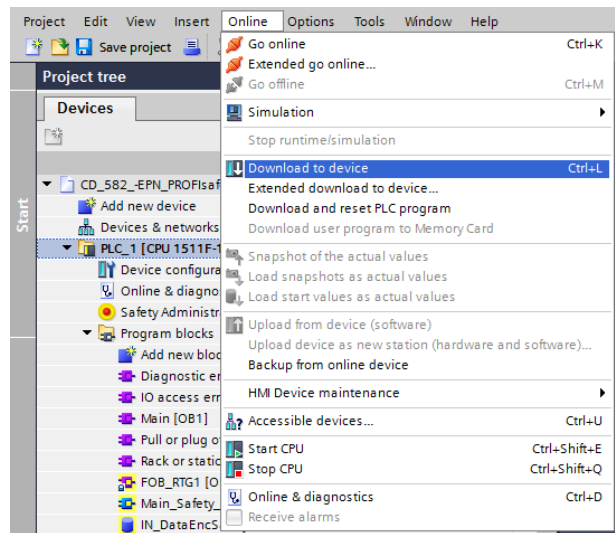 Project Edit View Insert Online Options Tools Window Help
Save project
Project tree
Devices
Start
CD_582_-EPN_PROFIsaf
Add new device
Devices & networks
PLC_1 [CPU 1511F-1
Device configura
Online & diagno
Safety Administr
Program blocks
Add new bloc
Diagnostic er
IO access err
Main [OB1]
Pull or plug o
Rack or static
FOB_RTG1 [O
Main_Safety_
IN_DataEncS
Go online Ctrl+K
Extended go online...
Go offline Ctrl+M
Simulation
Stop runtime/simulation
Download to device Ctrl+L
Extended download to device...
Download and reset PLC program
Download user program to Memory Card
Snapshot of the actual values
Load snapshots as actual values
Load start values as actual values
Upload from device (software)
Upload device as new station (hardware and software)...
Backup from online device
HMI Device maintenance
Accessible devices... Ctrl+U
Start CPU Ctrl+Shift+E
Stop CPU Ctrl+Shift+Q
Online & diagnostics Ctrl+D
Receive alarms